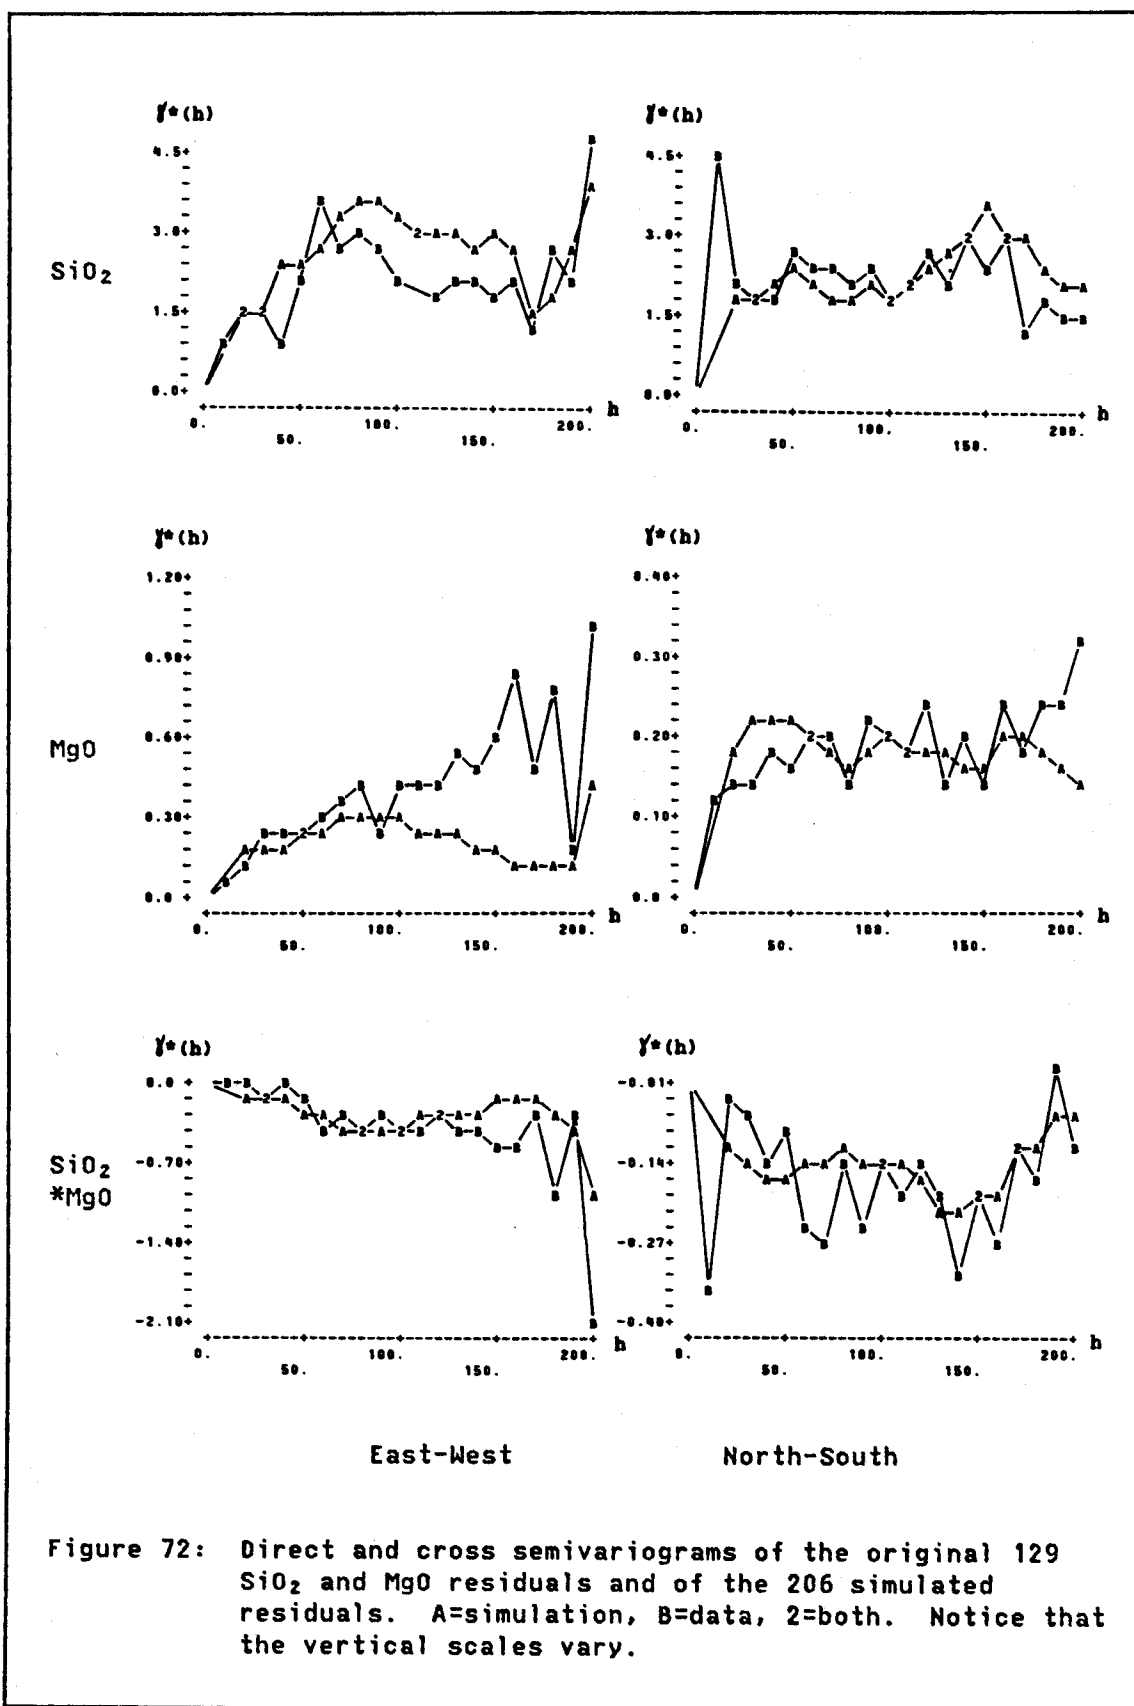 γ*(h) γ*(h)
4.5+ 4.5+
3.0+ 3.0+
SiO₂
1.5+ 1.5+
0.0+ 0.0+
h h
0. 50. 100. 150. 200. 0. 50. 100. 150. 200.
γ*(h) γ*(h)
1.20+ 0.40+
0.90+ 0.30+
MgO 0.60+ 0.20+
0.30+ 0.10+
0.0 + 0.0 +
h h
0. 50. 100. 150. 200. 0. 50. 100. 150. 200.
γ*(h) γ*(h)
0.0 + -0.01+
SiO₂ -0.70+ -0.14+
*MgO
-1.40+ -0.27+
-2.10+ -0.40+
h h
0. 50. 100. 150. 200. 0. 50. 100. 150. 200.
East-West North-South
Figure 72: Direct and cross semivariograms of the original 129
SiO₂ and MgO residuals and of the 206 simulated
residuals. A=simulation, B=data, 2=both. Notice that
the vertical scales vary.